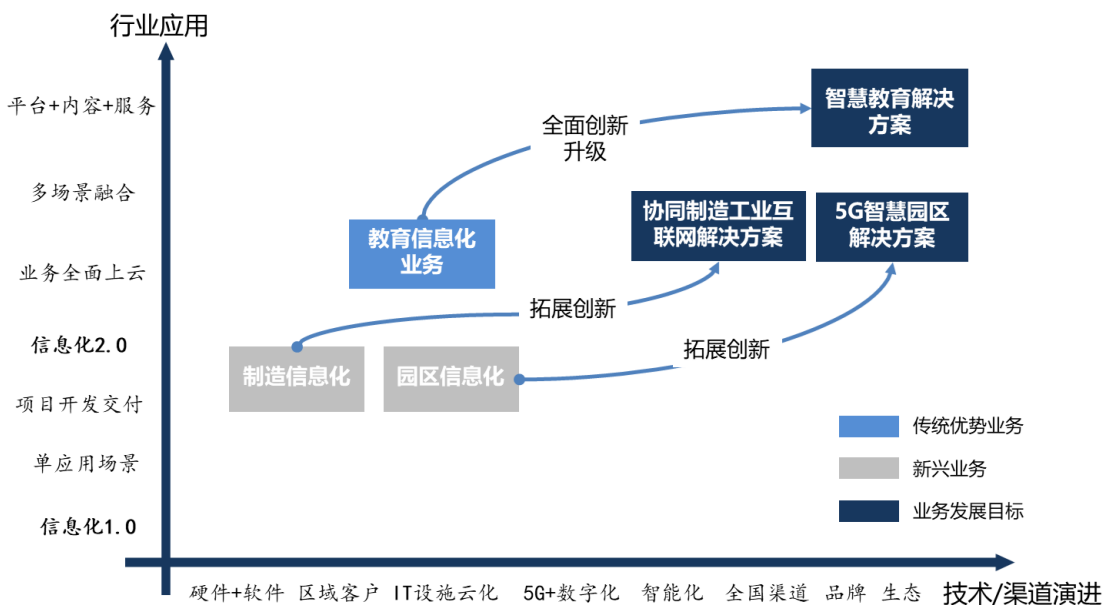 行业应用
平台+内容+服务
多场景融合
业务全面上云
信息化2.0
项目开发交付
单应用场景
信息化1.0
智慧教育解决
方案
全面创新
升级
教育信息化
业务
协同制造工业互
联网解决方案
5G智慧园区
解决方案
拓展创新
拓展创新
制造信息化
园区信息化
传统优势业务
新兴业务
业务发展目标
硬件+软件 区域客户 IT设施云化 5G+数字化 智能化 全国渠道 品牌 生态
技术/渠道演进